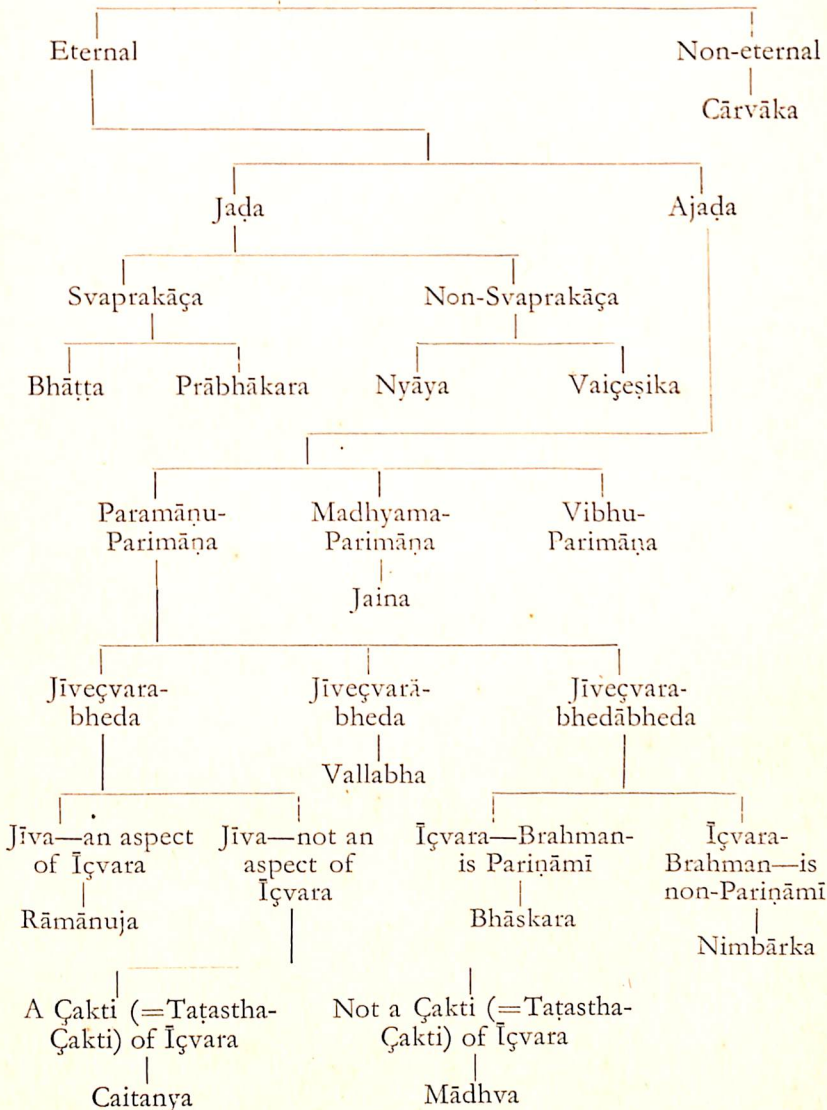 Eternal Non-eternal
Cārvāka
Jaḍa Ajaḍa
Svaprakāça Non-Svaprakāça
Bhāṭṭa Prābhākara Nyāya Vaiçeṣika
Paramāṇu- Madhyama- Vibhu-
Parimāṇa Parimāṇa Parimāṇa
Jaina
Jīveçvara- Jīveçvarā- Jīveçvara-
bheda bheda bhedābheda
Vallabha
Jīva—an aspect Jīva—not an Īçvara—Brahman- Īçvara-
of Īçvara aspect of is Pariṇāmī Brahman—is
Īçvara non-Pariṇāmī
Rāmānuja Bhāskara
Nimbārka
A Çakti (=Taṭastha- Not a Çakti (=Taṭastha-
Çakti) of Īçvara Çakti) of Īçvara
Caitanya Mādhva